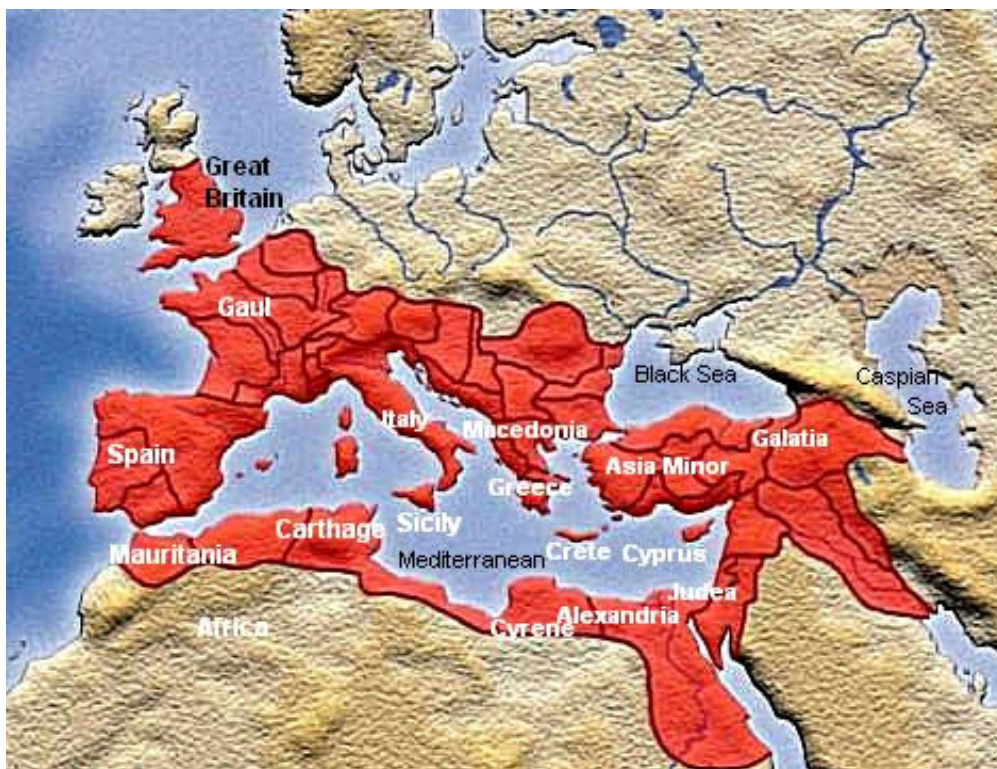 Great
Britain
Gaul
Black Sea
Caspian
Sea
Italy
Macedonia
Galatia
Spain
Asia Minor
Greece
Carthage
Sicily
Mauritania
Mediterranean
Crete
Cyprus
Judea
Alexandria
Africa
Cyrene